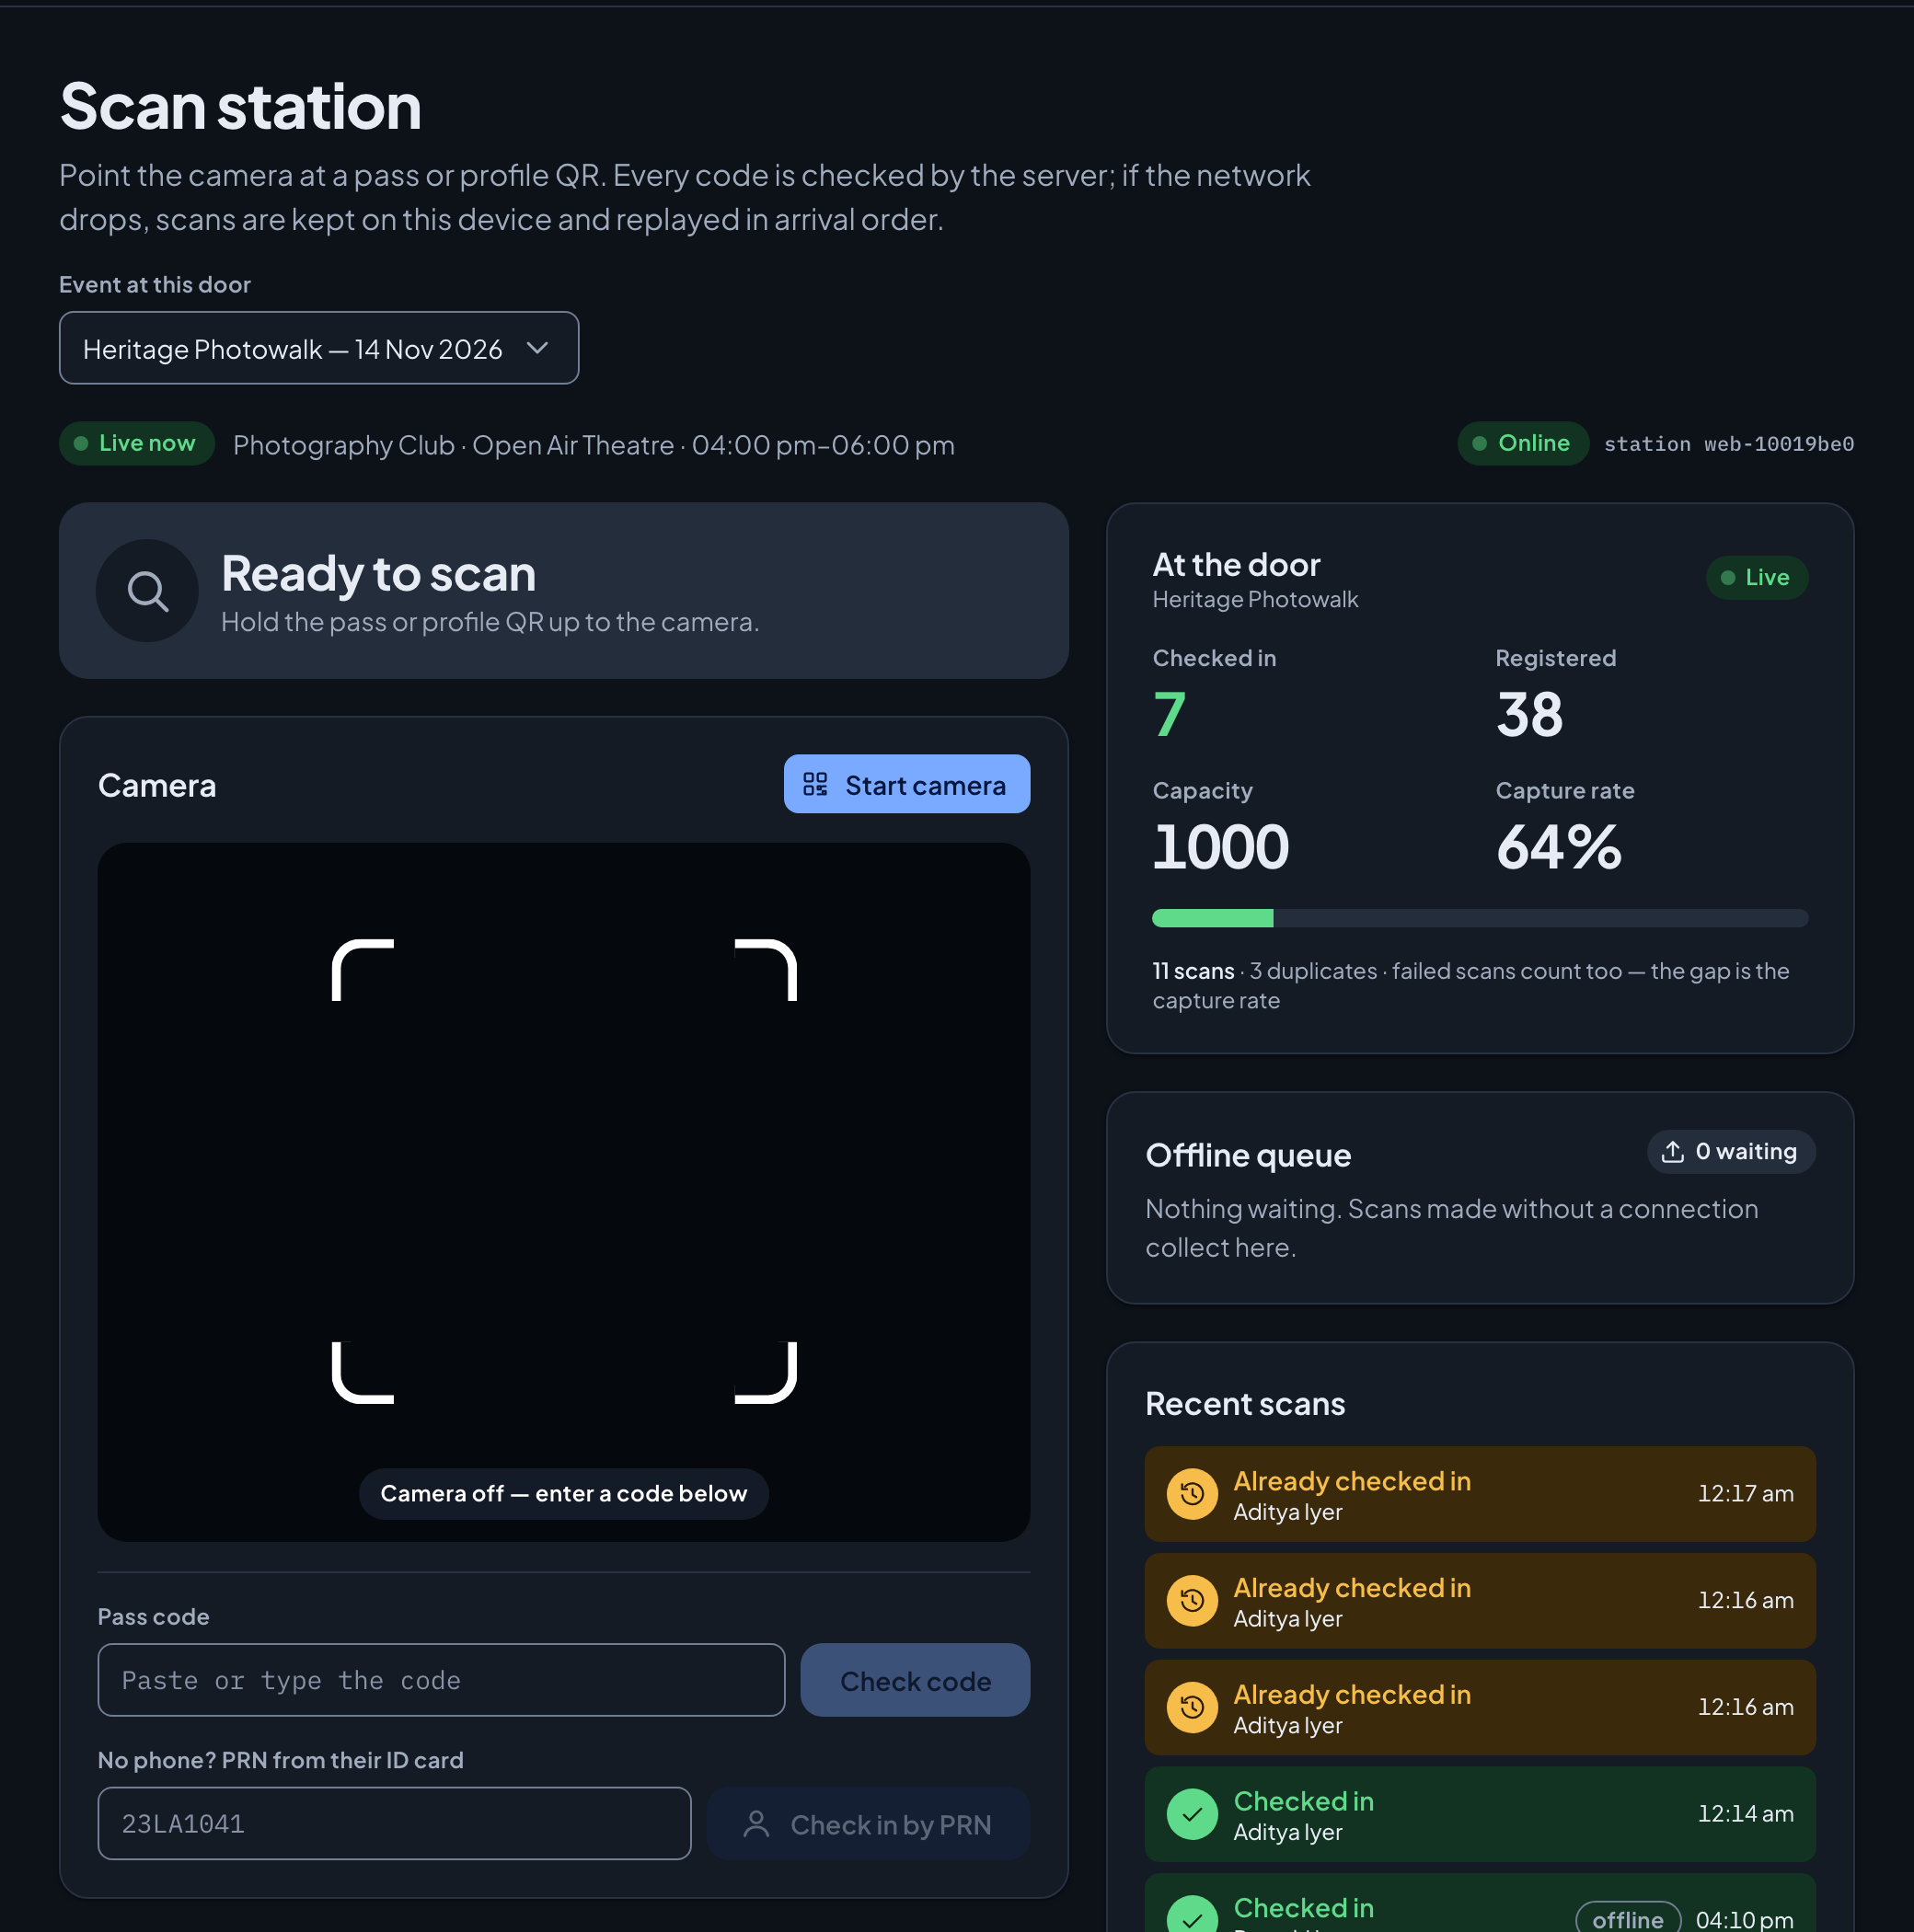 Scan station
Point the camera at a pass or profile QR. Every code is checked by the server; if the network
drops, scans are kept on this device and replayed in arrival order.
Event at this door
Heritage Photowalk — 14 Nov 2026
Live now
Photography Club · Open Air Theatre · 04:00 pm–06:00 pm
Online
station web-10019be0
Ready to scan
Hold the pass or profile QR up to the camera.
Camera
Start camera
Camera off — enter a code below
Pass code
Paste or type the code
Check code
No phone? PRN from their ID card
23LA1041
Check in by PRN
At the door
Heritage Photowalk
Live
Checked in
7
Registered
38
Capacity
1000
Capture rate
64%
11 scans · 3 duplicates · failed scans count too — the gap is the
capture rate
Offline queue
0 waiting
Nothing waiting. Scans made without a connection
collect here.
Recent scans
Already checked in
Aditya Iyer
12:17 am
Already checked in
Aditya Iyer
12:16 am
Already checked in
Aditya Iyer
12:16 am
Checked in
Aditya Iyer
12:14 am
Checked in
offline
04:10 pm